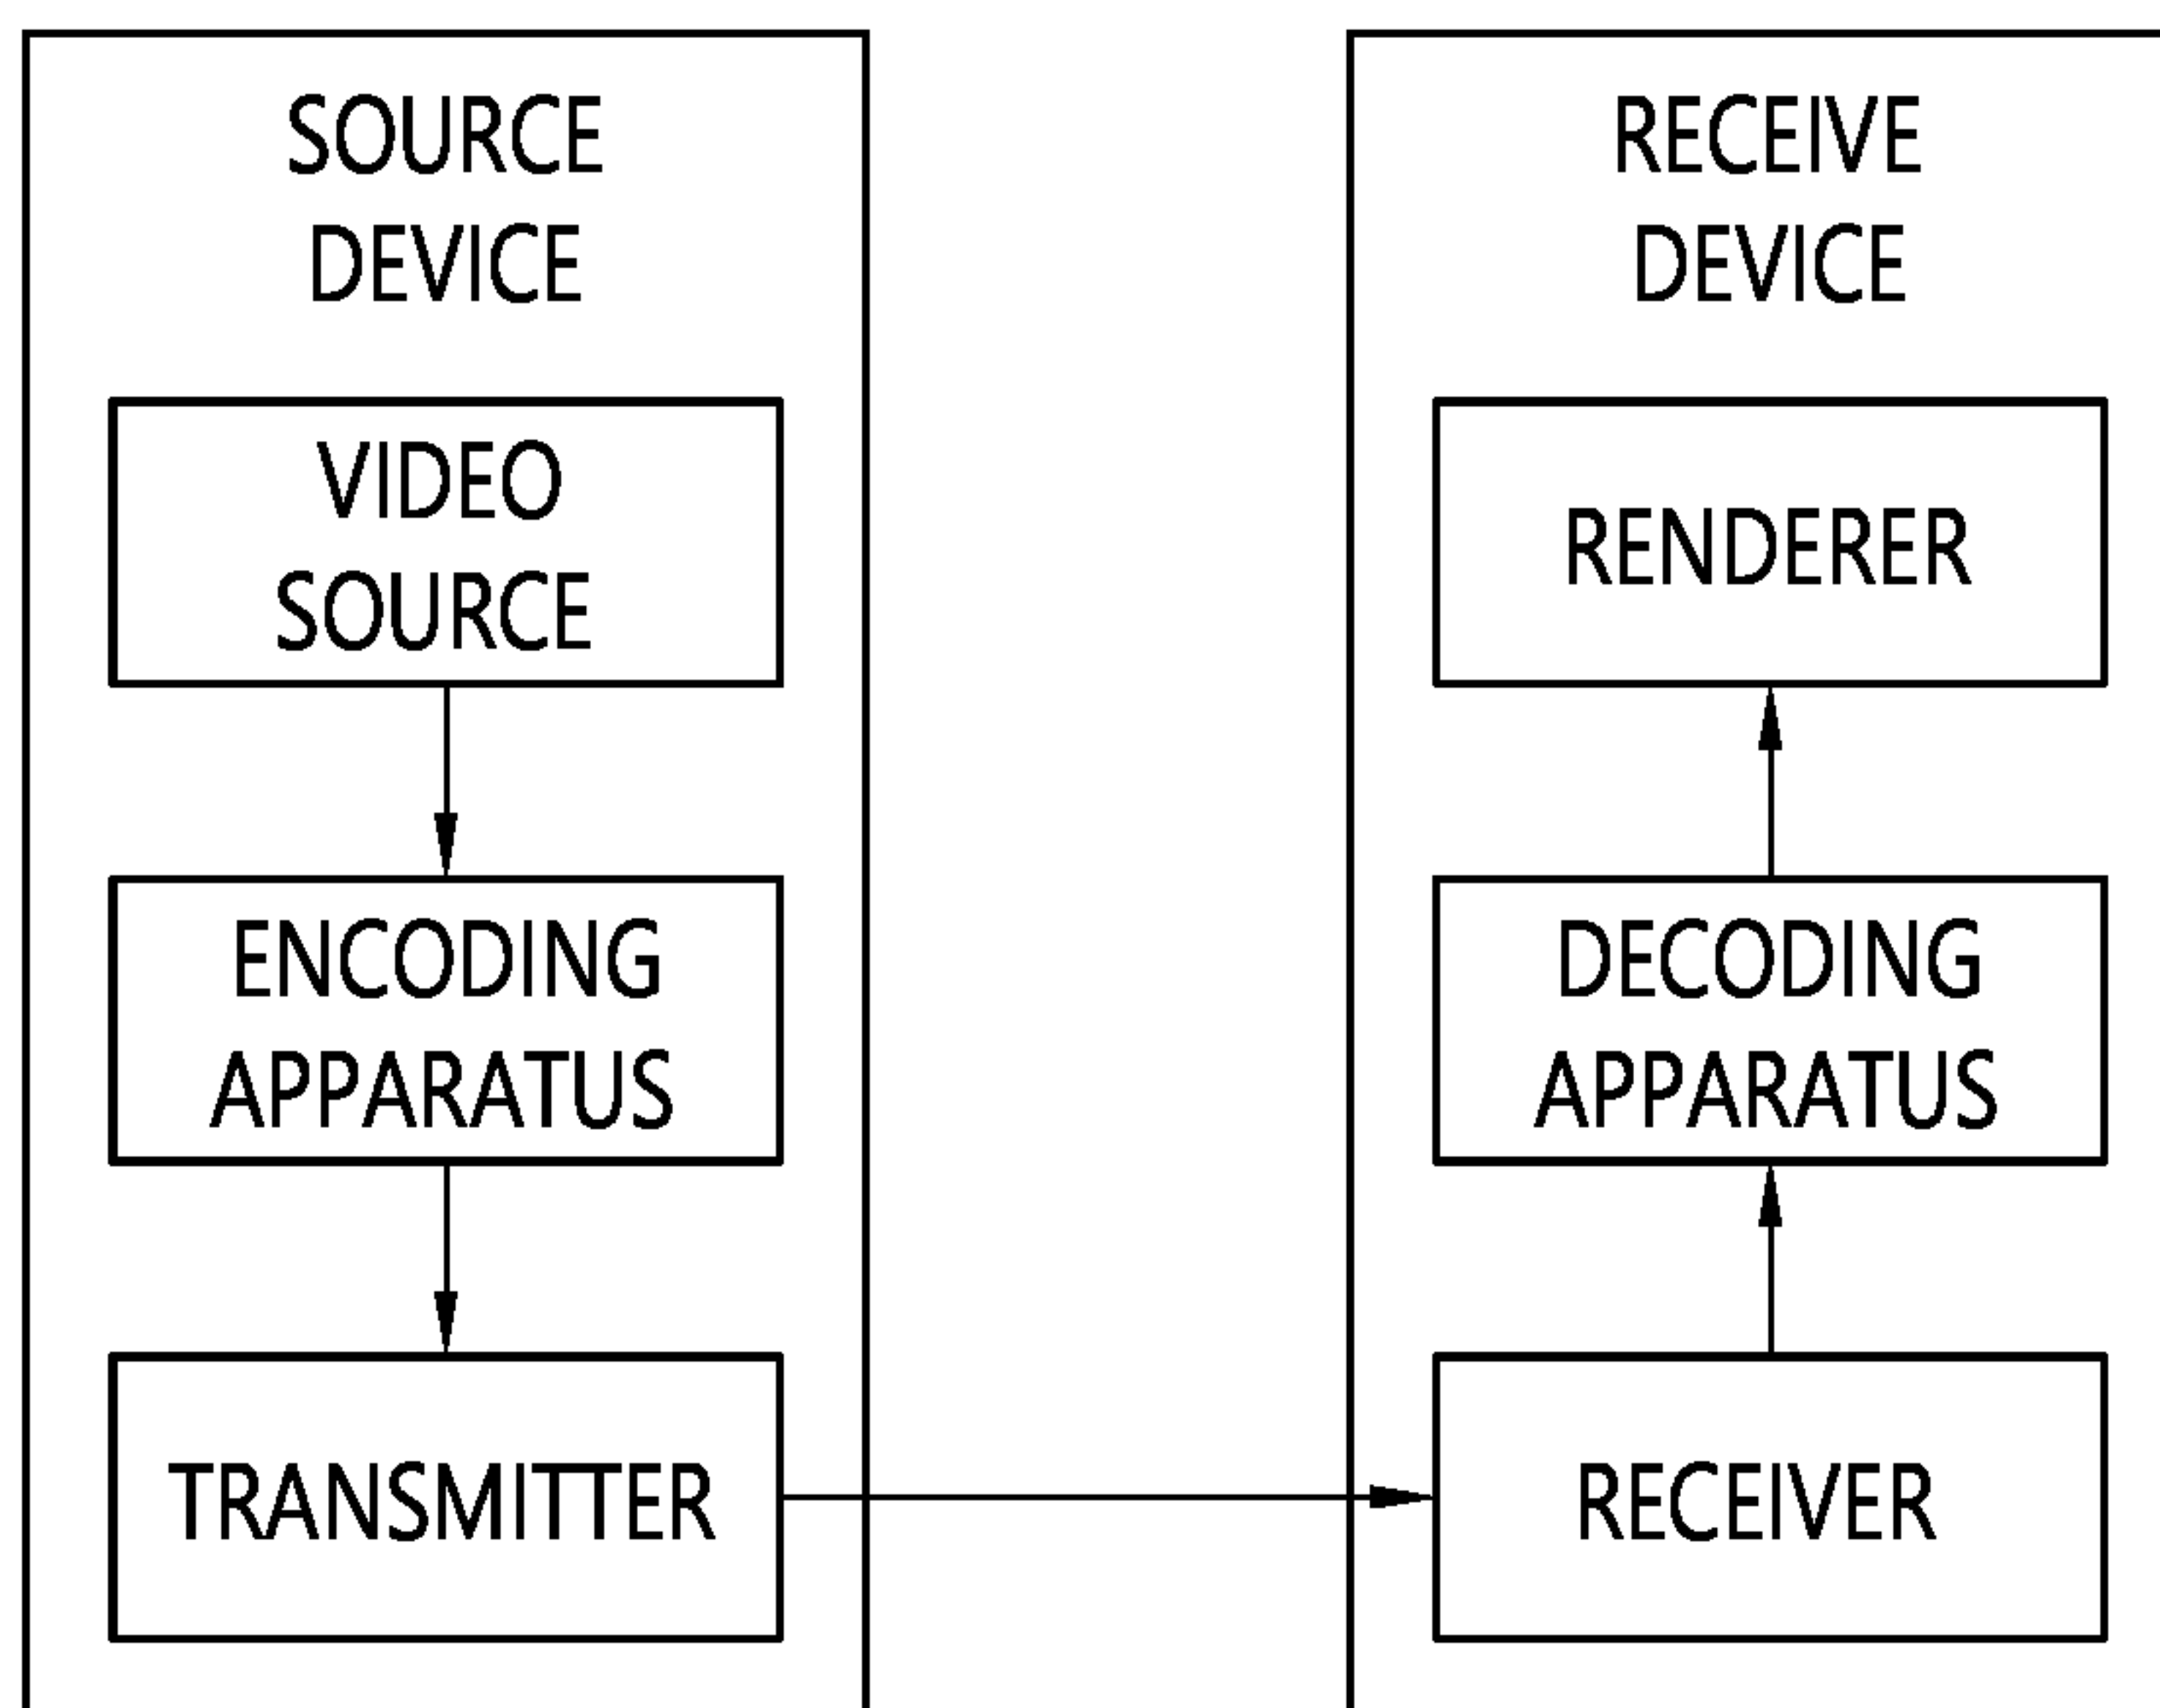 SOURCE
DEVICE
VIDEO
SOURCE
ENCODING
APPARATUS
TRANSMITTER
RECEIVE
DEVICE
RENDERER
DECODING
APPARATUS
RECEIVER